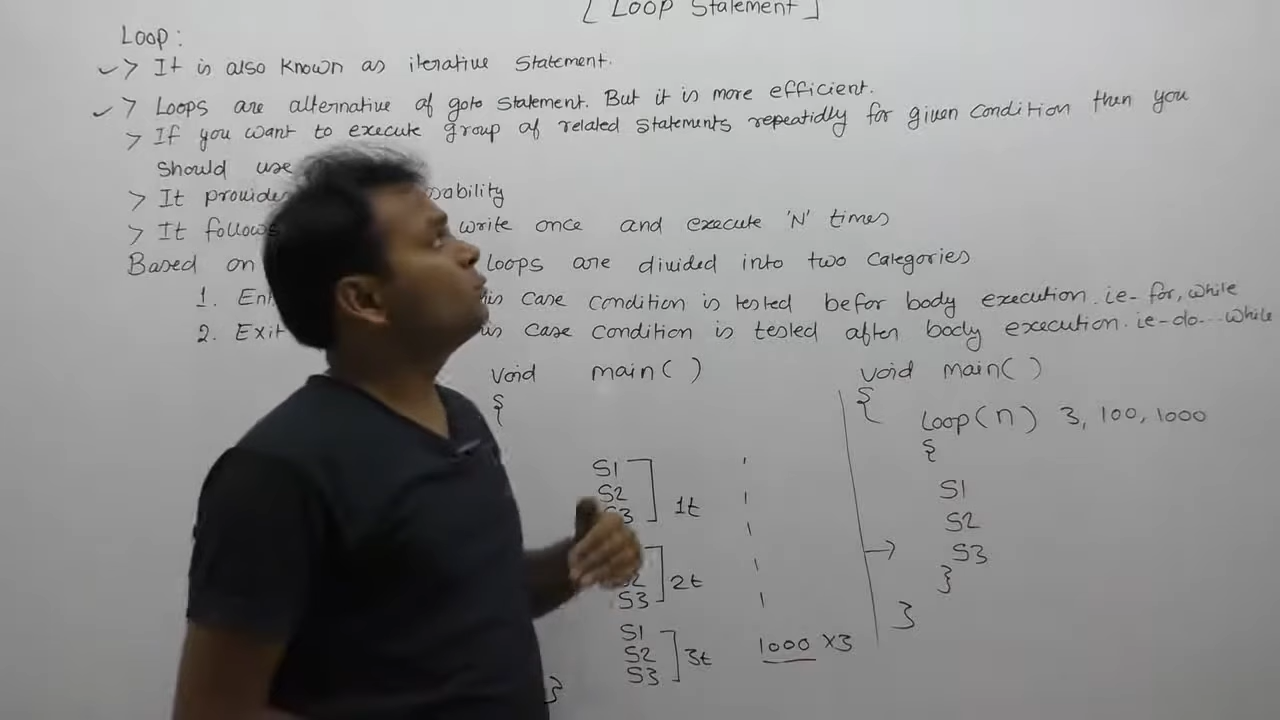 [ Loop Statement ]
Loop :
> It is also known as iterative statement.
> Loops are alternative of goto statement. But it is more efficient.
> If you want to execute group of related statements repeatidly for given condition then you
should use
> It provides sability
> It follows write once and execute 'N' times
Based on loops are divided into two categories
1. Ent is case condition is tested befor body execution. ie- for, while
2. Exit is case condition is tested after body execution. ie-do...while
void main( )
{
S1
S2
S3
1t
S2
S3
2t
S1
S2
S3
3t
1000 x3
}
void main( )
{
loop(n) 3, 100, 1000
{
S1
S2
→ S3
}
}